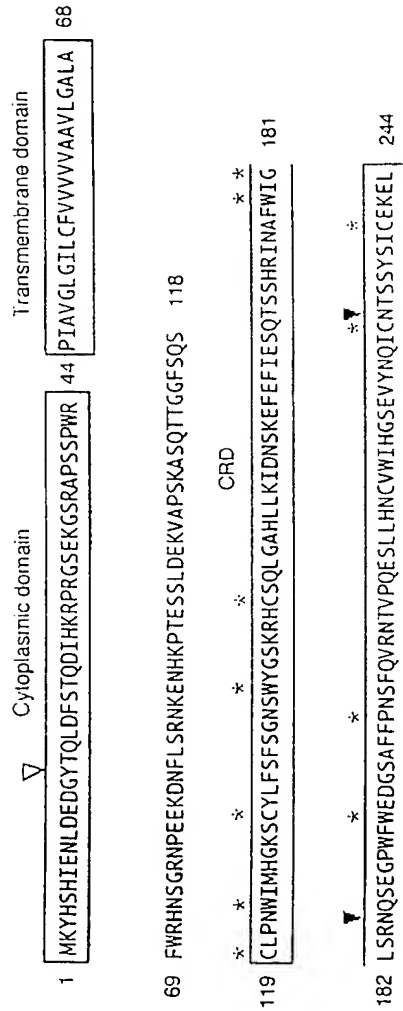 Cytoplasmic domain Transmembrane domain
1 MKYHSHIENLDEDGYTQLDFSTQDIHKRPRGSEKGSRAPSSPWR 44 PIAVGLGILCFVVVVVAAVLGALA 68
69 FWRHNSGRNPEEKDNFLSRNKENHKPTESSLDEKVAPSKASQTTGGFSQS 118
CRD
* * * * * * *
119 CLPNWIMHGKSCYLFSFSGNSWYGSKRHCSQLGAHLLKIDNSKEFEFIESQTSSHRINAFWIG 181
* * * *
182 LSRNQSEGPWFWEDGSAFFPNSFQVRNTVPQESLLHNCVWIHGSEVYNQICNTSSYSICEKEL 244